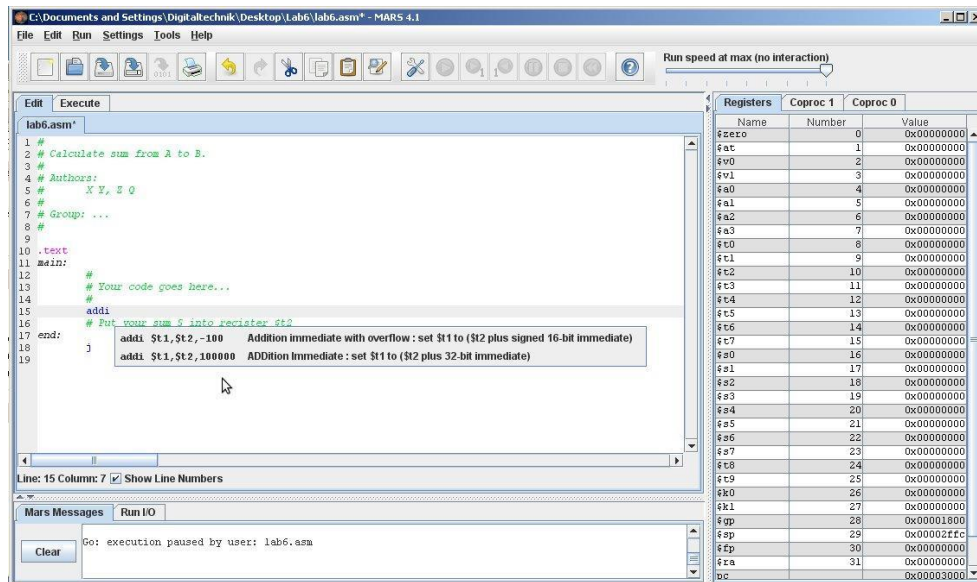 C:\Documents and Settings\Digitaltechnik\Desktop\Lab6\lab6.asm* - MARS 4.1
File Edit Run Settings Tools Help
Run speed at max (no interaction)
Edit Execute
lab6.asm*
1 #
2 # Calculate sum from A to B.
3 #
4 # Authors:
5 # X Y, Z Q
6 #
7 # Group: ...
8 #
9
10 .text
11 main:
12 #
13 # Your code goes here...
14 #
15 addi
16 # Put your sum S into register $t2
17 end:
18 j
19
addi $t1,$t2,-100 Addition immediate with overflow : set $t1 to ($t2 plus signed 16-bit immediate)
addi $t1,$t2,100000 ADDition Immediate : set $t1 to ($t2 plus 32-bit immediate)
Line: 15 Column: 7 Show Line Numbers
Mars Messages Run I/O
Clear
Go: execution paused by user: lab6.asm
Registers Coproc 1 Coproc 0
Name Number Value
$zero 0 0x00000000
$at 1 0x00000000
$v0 2 0x00000000
$v1 3 0x00000000
$a0 4 0x00000000
$a1 5 0x00000000
$a2 6 0x00000000
$a3 7 0x00000000
$t0 8 0x00000000
$t1 9 0x00000000
$t2 10 0x00000000
$t3 11 0x00000000
$t4 12 0x00000000
$t5 13 0x00000000
$t6 14 0x00000000
$t7 15 0x00000000
$s0 16 0x00000000
$s1 17 0x00000000
$s2 18 0x00000000
$s3 19 0x00000000
$s4 20 0x00000000
$s5 21 0x00000000
$s6 22 0x00000000
$s7 23 0x00000000
$t8 24 0x00000000
$t9 25 0x00000000
$k0 26 0x00000000
$k1 27 0x00000000
$gp 28 0x00001800
$sp 29 0x00002ffc
$fp 30 0x00000000
$ra 31 0x00000000
pc 0x00003000